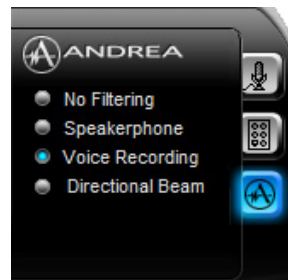 ANDREA
No Filtering
Speakerphone
Voice Recording
Directional Beam